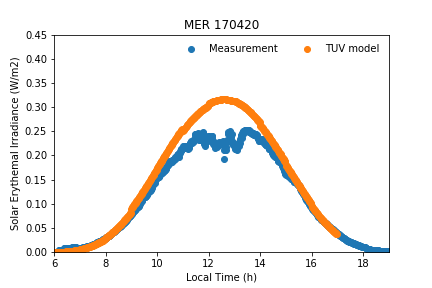 MER 170420
Measurement
TUV model
Solar Erythemal Irradiance (W/m2)
0.45
0.40
0.35
0.30
0.25
0.20
0.15
0.10
0.05
0.00
6 8 10 12 14 16 18
Local Time (h)